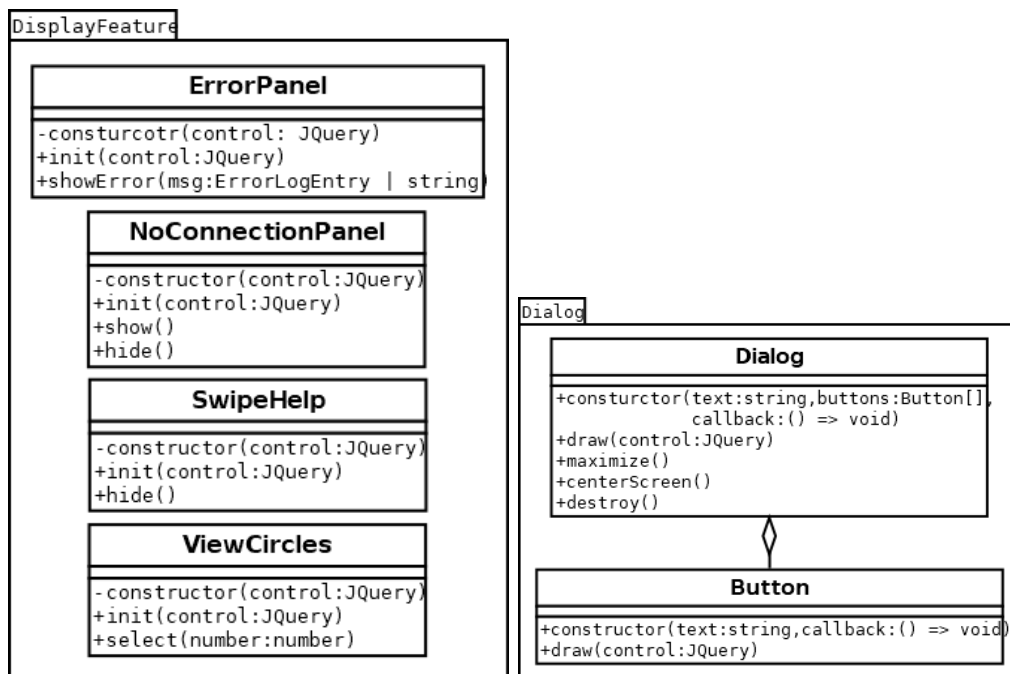 DisplayFeature
ErrorPanel
-consturcotr(control: JQuery)
+init(control:JQuery)
+showError(msg:ErrorLogEntry | string)
NoConnectionPanel
-constructor(control:JQuery)
+init(control:JQuery)
+show()
+hide()
SwipeHelp
-constructor(control:JQuery)
+init(control:JQuery)
+hide()
ViewCircles
-constructor(control:JQuery)
+init(control:JQuery)
+select(number:number)
Dialog
Dialog
+consturctor(text:string,buttons:Button[],
callback:() => void)
+draw(control:JQuery)
+maximize()
+centerScreen()
+destroy()
Button
+constructor(text:string,callback:() => void)
+draw(control:JQuery)